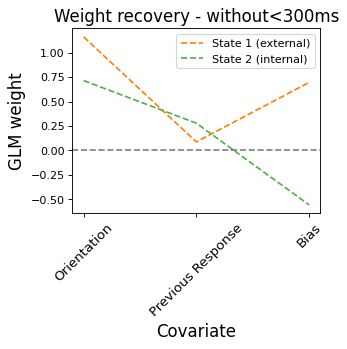 Weight recovery - without<300ms
State 1 (external)
State 2 (internal)
GLM weight
1.00
0.75
0.50
0.25
0.00
−0.25
−0.50
Orientation
Previous Response
Bias
Covariate